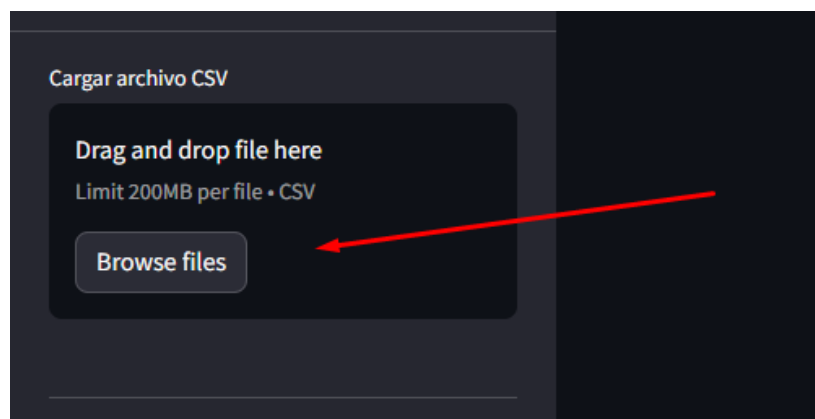 Cargar archivo CSV
Drag and drop file here
Limit 200MB per file • CSV
Browse files